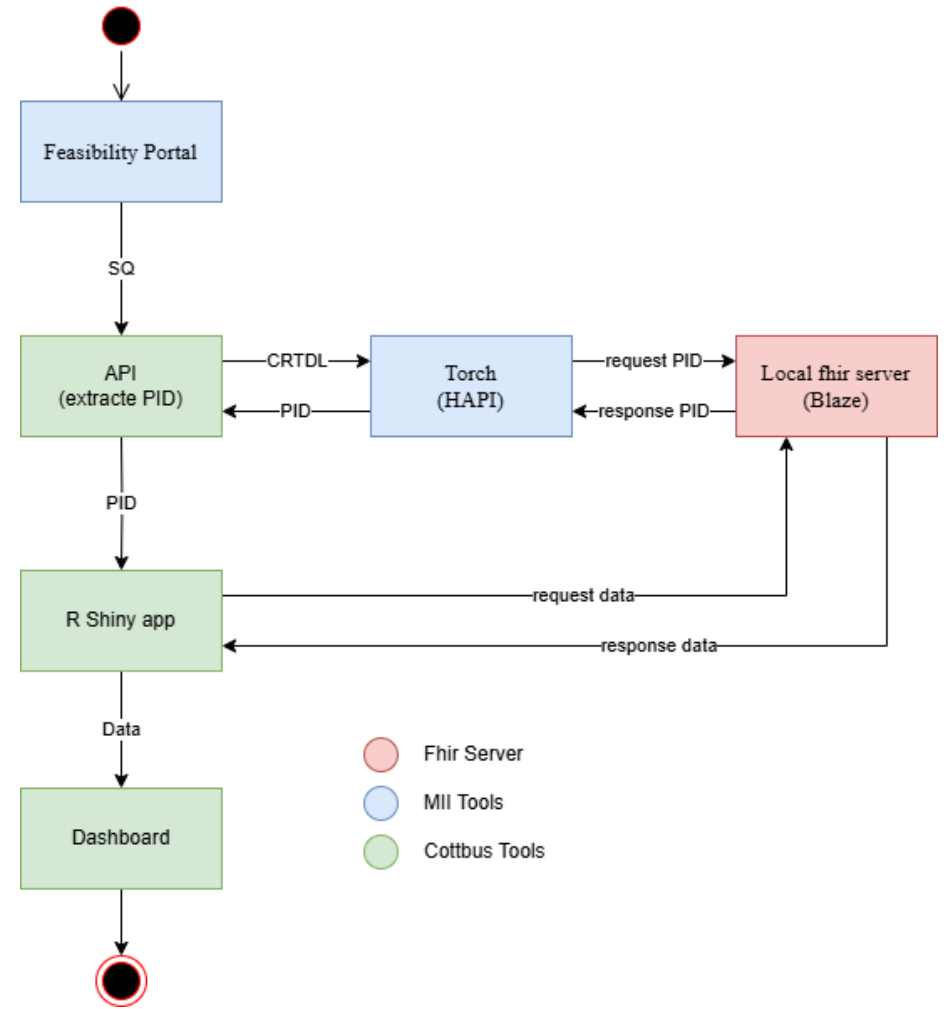 Feasibility Portal
SQ
API
(extracte PID)
CRTDL
PID
Torch
(HAPI)
request PID
response PID
Local fhir server
(Blaze)
PID
R Shiny app
request data
response data
Data
Fhir Server
MII Tools
Cottbus Tools
Dashboard